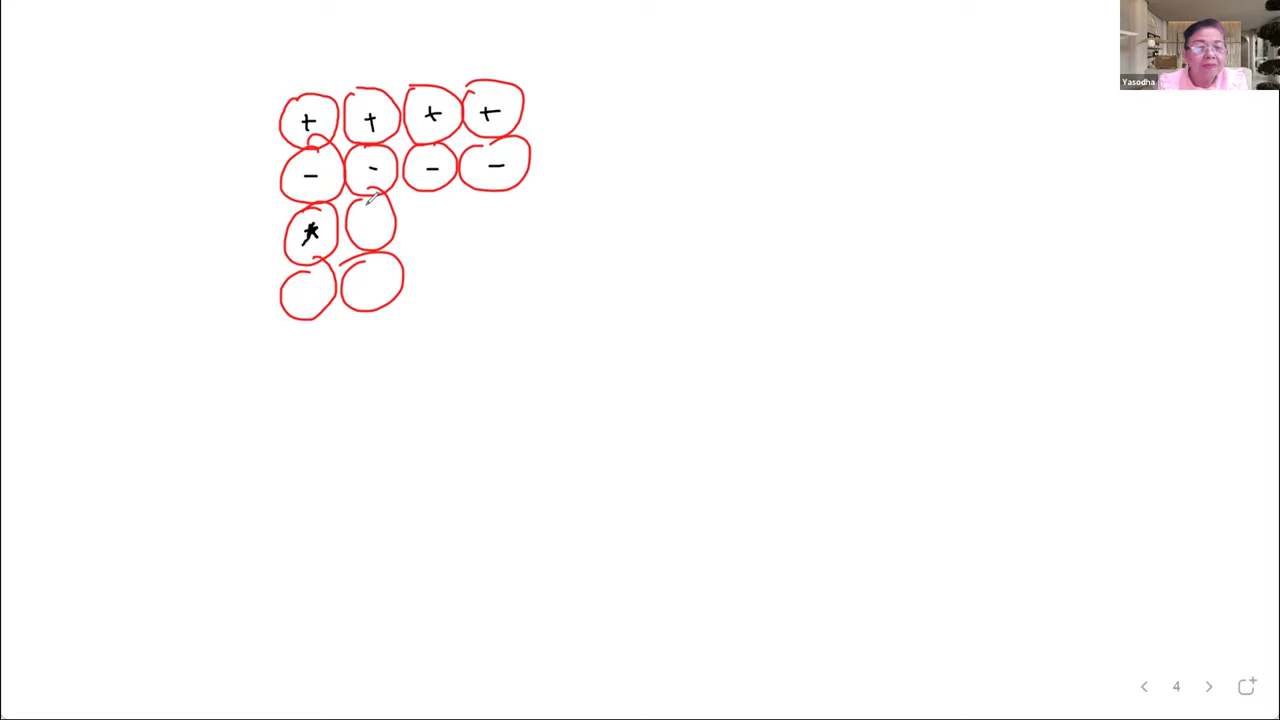 Yasodha
+ + + +
- - - -
4